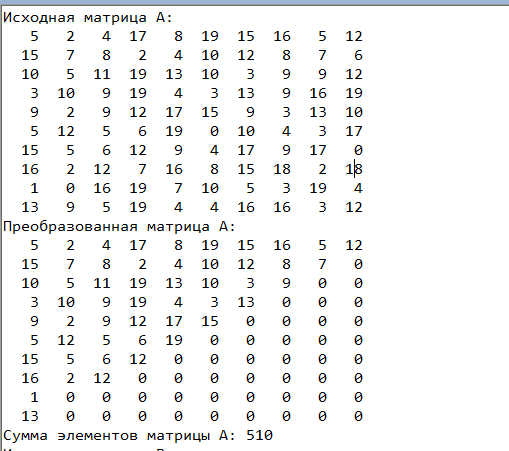 Исходная матрица A:
5 2 4 17 8 19 15 16 5 12
15 7 8 2 4 10 12 8 7 6
10 5 11 19 13 10 3 9 9 12
3 10 9 19 4 3 13 9 16 19
9 2 9 12 17 15 9 3 13 10
5 12 5 6 19 0 10 4 3 17
15 5 6 12 9 4 17 9 17 0
16 2 12 7 16 8 15 18 2 18
1 0 16 19 7 10 5 3 19 4
13 9 5 19 4 4 16 16 3 12
Преобразованная матрица A:
5 2 4 17 8 19 15 16 5 12
15 7 8 2 4 10 12 8 7 0
10 5 11 19 13 10 3 9 0 0
3 10 9 19 4 3 13 0 0 0
9 2 9 12 17 15 0 0 0 0
5 12 5 6 19 0 0 0 0 0
15 5 6 12 0 0 0 0 0 0
16 2 12 0 0 0 0 0 0 0
1 0 0 0 0 0 0 0 0 0
13 0 0 0 0 0 0 0 0 0
Сумма элементов матрицы A: 510